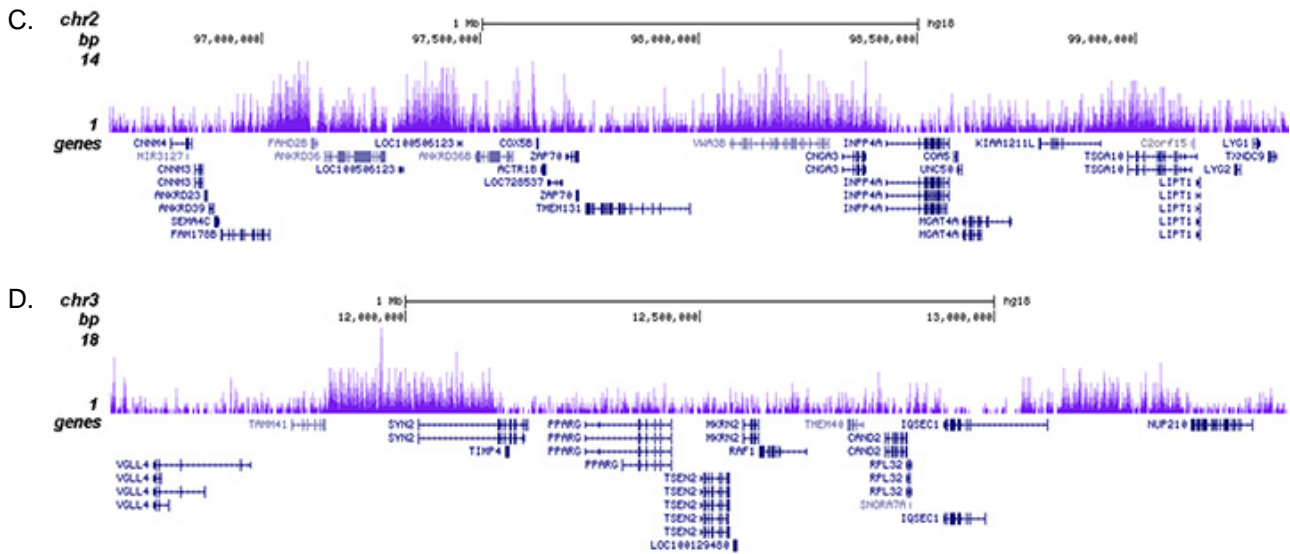 C.
chr2 1 Mb hg18
bp 97,000,000 97,500,000 98,000,000 98,500,000 99,000,000
14
1
genes CNNM4 FAHD2B LOC100506123 COX5B VWA3B INPP4A KIAA1211L C2orf15 LYG1
MIR3127 ANKRD36 ANKRD36B ZAP70 CNGA3 COA5 TSGA10 TXNDC9
CNNM3 LOC100506123 ACTR1B CNGA3 UNC50 TSGA10 LYG2
CNNM3 LOC728537 INPP4A LIPT1
ANKRD23 ZAP70 INPP4A LIPT1
ANKRD39 TMEM131 INPP4A LIPT1
SEMA4C MGAT4A LIPT1
FAM178B MGAT4A LIPT1
D.
chr3 1 Mb hg18
bp 12,000,000 12,500,000 13,000,000
18
1
genes TAMM41 SYN2 PPARG MKRN2 TMEM40 IQSEC1 NUP210
SYN2 PPARG MKRN2 CAND2
TIMP4 PPARG RAF1 CAND2
VGLL4 PPARG RPL32
VGLL4 TSEN2 RPL32
VGLL4 TSEN2 RPL32
VGLL4 TSEN2 SNORA7A
TSEN2 IQSEC1
TSEN2
LOC100129480